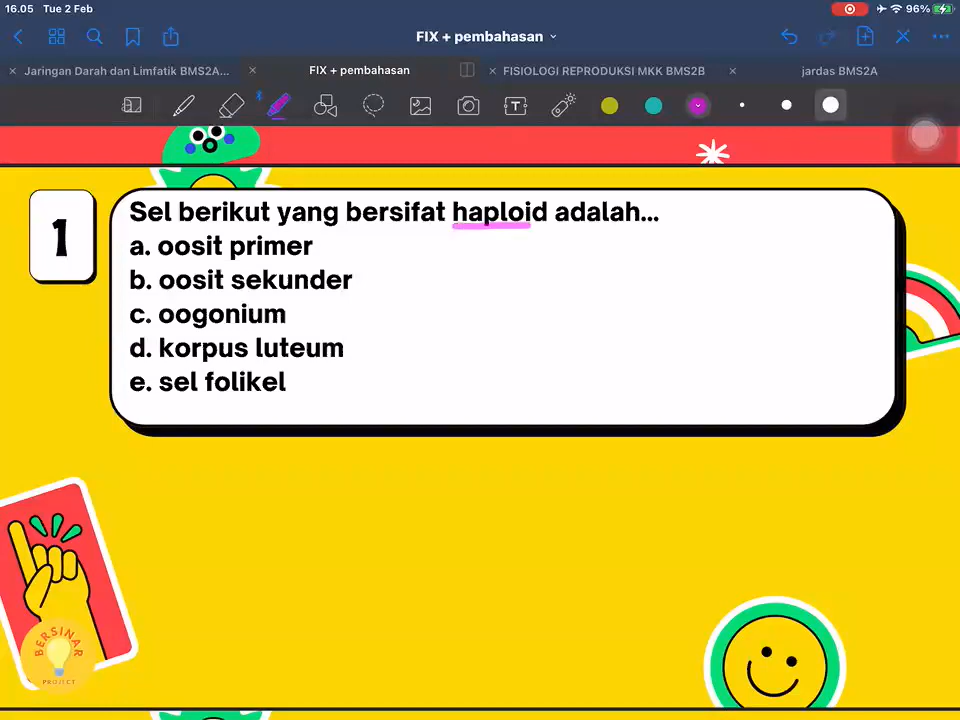 16.05 Tue 2 Feb
96%
FIX + pembahasan
Jaringan Darah dan Limfatik BMS2A...
FIX + pembahasan
FISIOLOGI REPRODUKSI MKK BMS2B
jardas BMS2A
T
1
Sel berikut yang bersifat haploid adalah...
a. oosit primer
b. oosit sekunder
c. oogonium
d. korpus luteum
e. sel folikel
BERSINAR
PROJECT